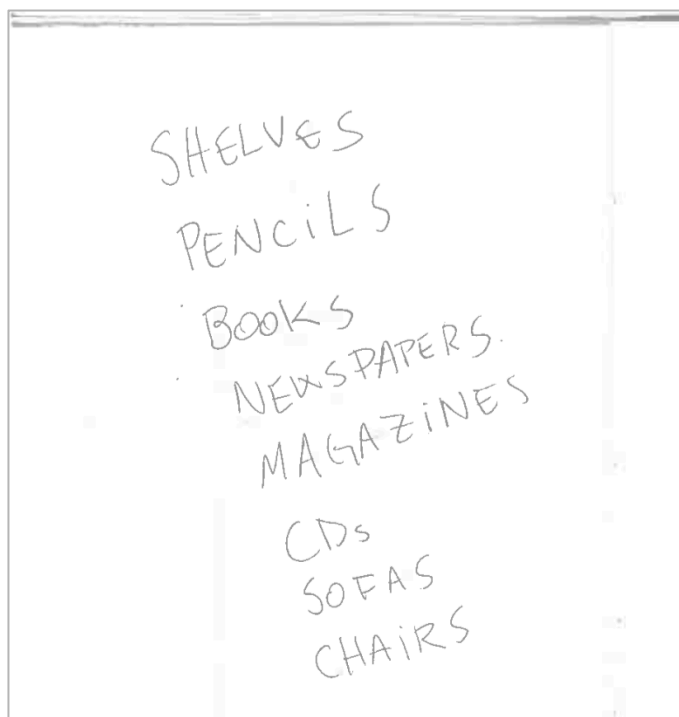 SHELVES
PENCiLS
BOOKS
NEWSPAPERS.
MAGAZiNES
CDs
SOFAS
CHAiRS